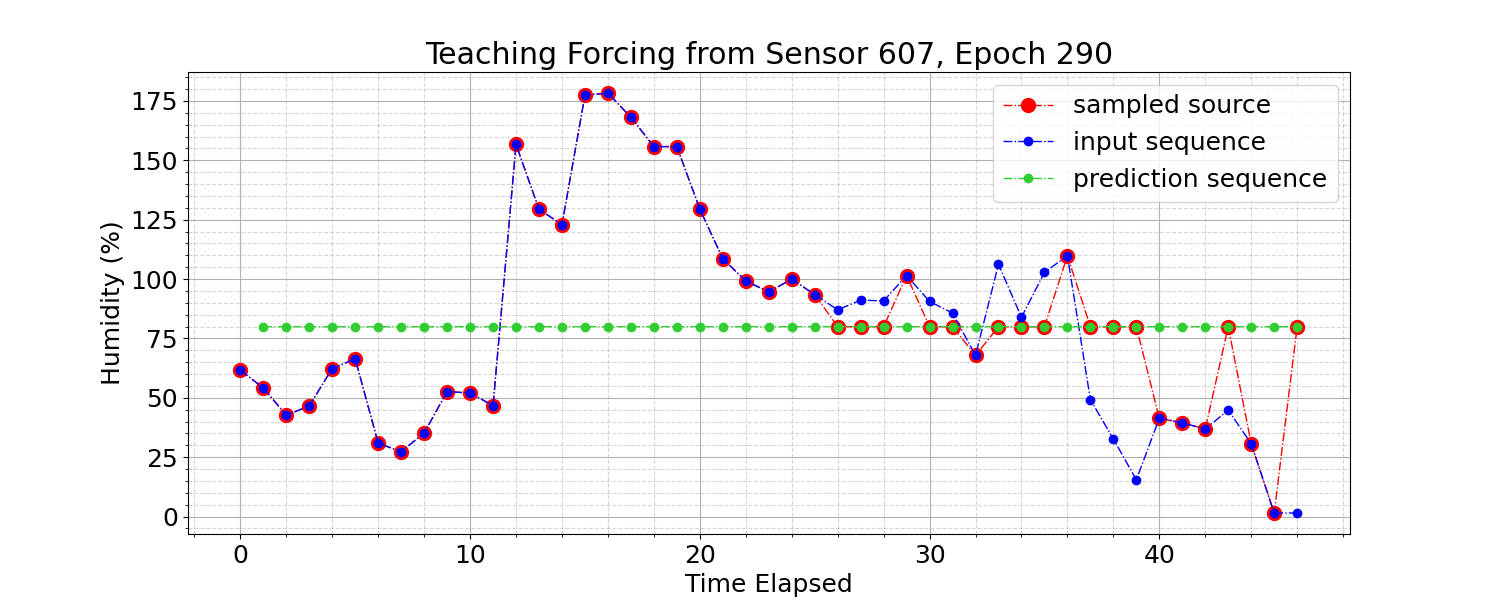 Teaching Forcing from Sensor 607, Epoch 290
175
150
125
100
75
50
25
0
Humidity (%)
sampled source
input sequence
prediction sequence
0 10 20 30 40
Time Elapsed